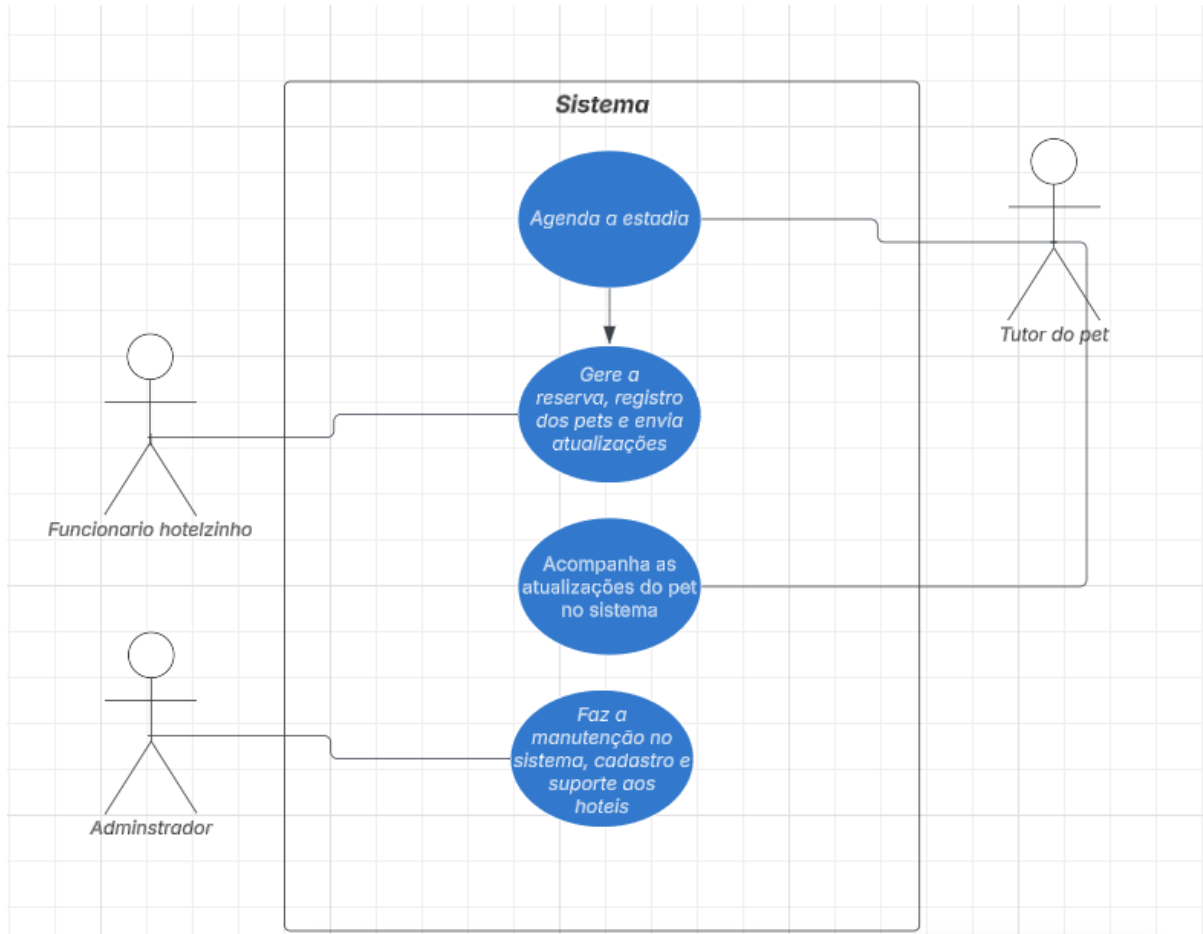 Sistema
Agenda a estadia
Tutor do pet
Gere a
reserva, registro
dos pets e envia
atualizações
Funcionario hotelzinho
Acompanha as
atualizações do pet
no sistema
Faz a
manutenção no
sistema, cadastro e
suporte aos
hoteis
Adminstrador